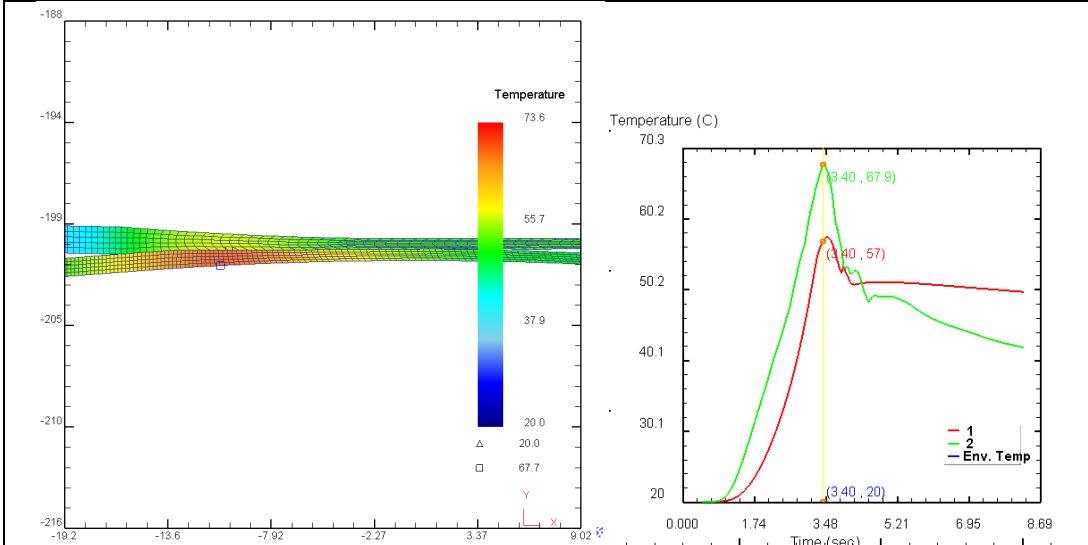 -188
-194
-199
-205
-210
-216
-19.2 -13.6 -7.92 -2.27 3.37 9.02
Temperature
73.6
55.7
37.9
20.0
20.0
67.7
Y
X
Temperature (C)
70.3
60.2
50.2
40.1
30.1
20
(3.40 , 67.9)
(3.40 , 57)
(3.40 , 20)
1
2
Env. Temp
0.000 1.74 3.48 5.21 6.95 8.69
Time (sec)